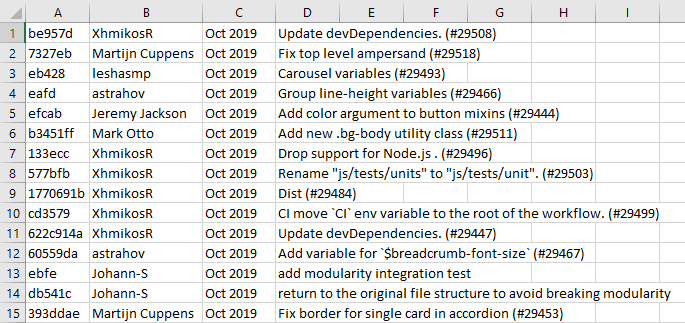 A B C D E F G H I
1 be957d XhmikosR Oct 2019 Update devDependencies. (#29508)
2 7327eb Martijn Cuppens Oct 2019 Fix top level ampersand (#29518)
3 eb428 leshasmp Oct 2019 Carousel variables (#29493)
4 eafd astrahov Oct 2019 Group line-height variables (#29466)
5 efcab Jeremy Jackson Oct 2019 Add color argument to button mixins (#29444)
6 b3451ff Mark Otto Oct 2019 Add new .bg-body utility class (#29511)
7 133ecc XhmikosR Oct 2019 Drop support for Node.js . (#29496)
8 577bfb XhmikosR Oct 2019 Rename "js/tests/units" to "js/tests/unit". (#29503)
9 1770691b XhmikosR Oct 2019 Dist (#29484)
10 cd3579 XhmikosR Oct 2019 CI move `CI` env variable to the root of the workflow. (#29499)
11 622c914a XhmikosR Oct 2019 Update devDependencies. (#29447)
12 60559da astrahov Oct 2019 Add variable for `$breadcrumb-font-size` (#29467)
13 ebfe Johann-S Oct 2019 add modularity integration test
14 db541c Johann-S Oct 2019 return to the original file structure to avoid breaking modularity
15 393ddae Martijn Cuppens Oct 2019 Fix border for single card in accordion (#29453)